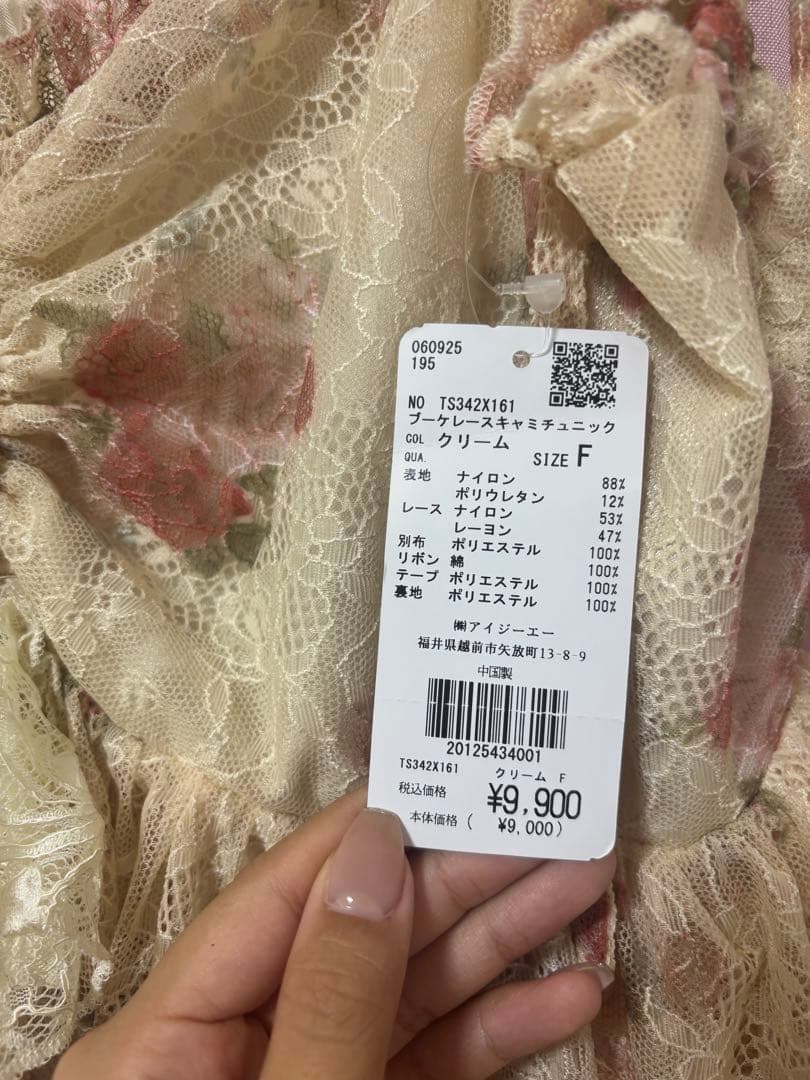 060925
195
NO TS342X161
ブーケレースキャミチュニック
COL クリーム
QUA. SIZE F
表地 ナイロン 88%
ポリウレタン 12%
レース ナイロン 53%
レーヨン 47%
別布 ポリエステル 100%
リボン 綿 100%
テープ ポリエステル 100%
裏地 ポリエステル 100%
㈱アイジーエー
福井県越前市矢放町13-8-9
中国製
20125434001
TS342X161 クリーム F
税込価格 ¥9,900
本体価格 ( ¥9,000)